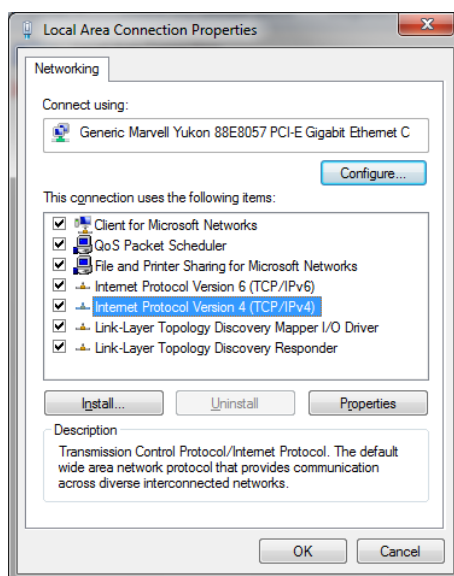 Local Area Connection Properties
Networking
Connect using:
Generic Marvell Yukon 88E8057 PCI-E Gigabit Ethernet C
Configure...
This connection uses the following items:
Client for Microsoft Networks
QoS Packet Scheduler
File and Printer Sharing for Microsoft Networks
Internet Protocol Version 6 (TCP/IPv6)
Internet Protocol Version 4 (TCP/IPv4)
Link-Layer Topology Discovery Mapper I/O Driver
Link-Layer Topology Discovery Responder
Install... Uninstall Properties
Description
Transmission Control Protocol/Internet Protocol. The default
wide area network protocol that provides communication
across diverse interconnected networks.
OK Cancel